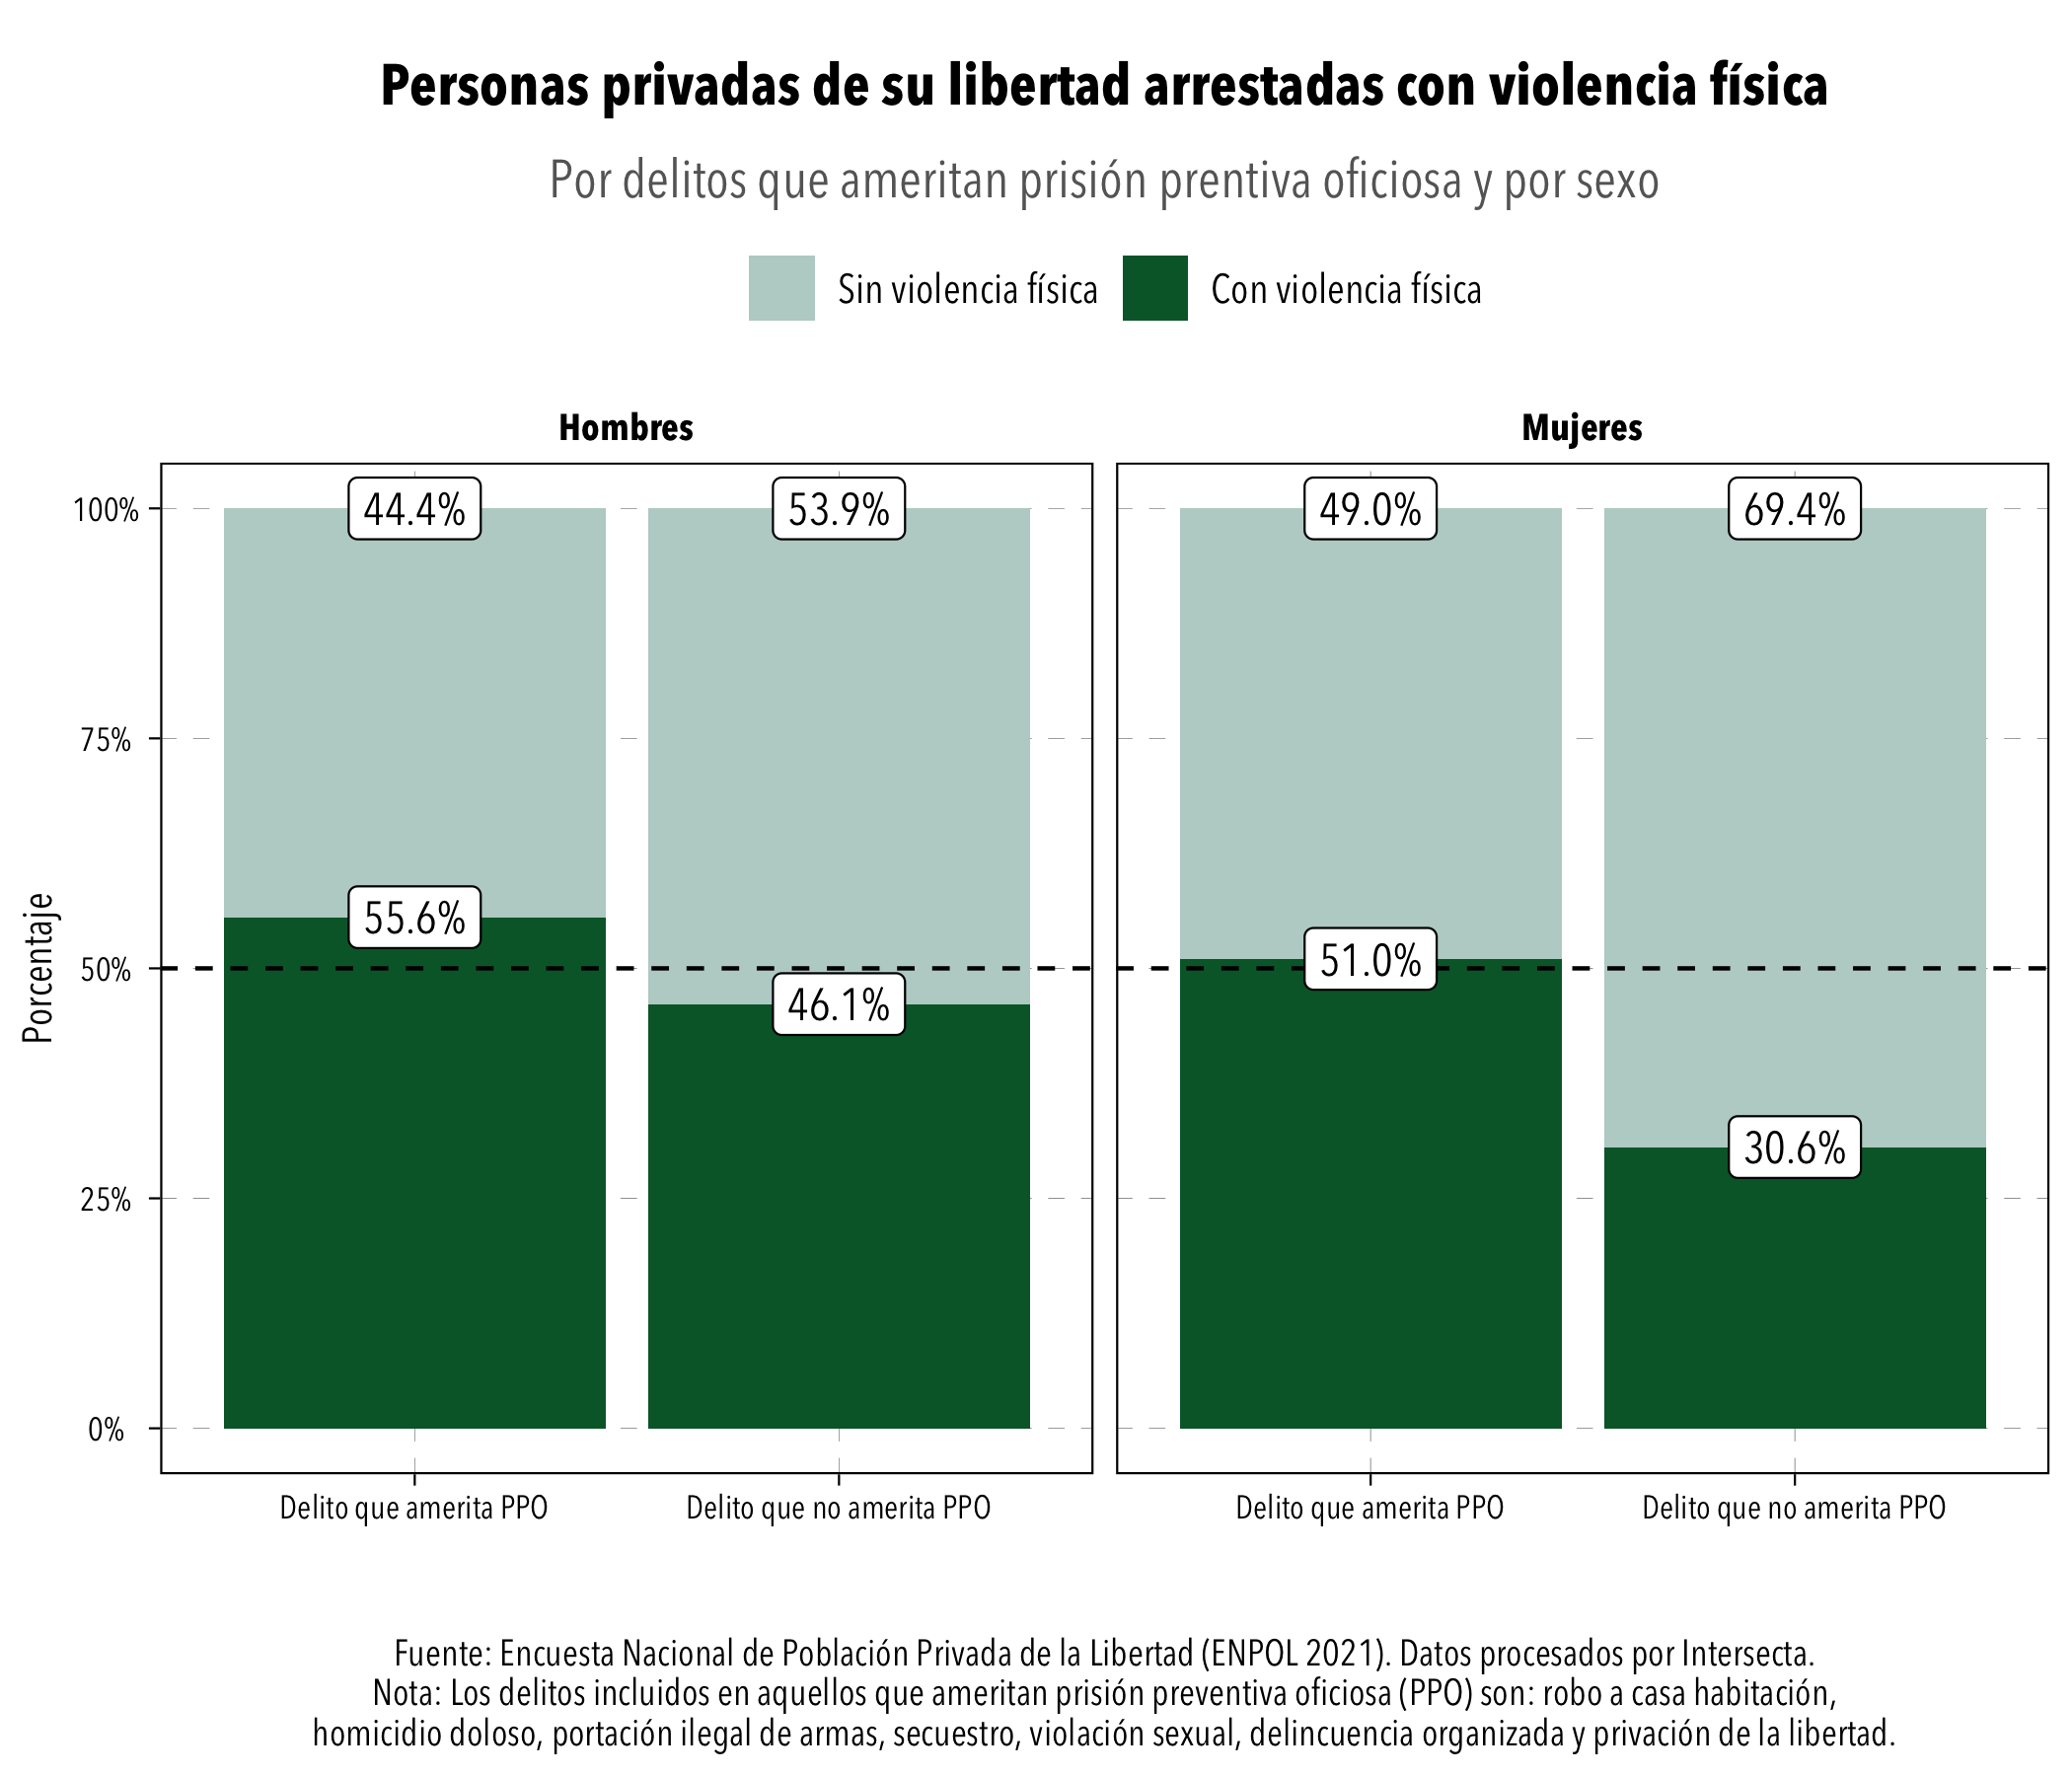 Personas privadas de su libertad arrestadas con violencia física
Por delitos que ameritan prisión prentiva oficiosa y por sexo
Sin violencia física
Con violencia física
Hombres
Mujeres
Porcentaje
100%
75%
50%
25%
0%
44.4%
53.9%
55.6%
46.1%
49.0%
69.4%
51.0%
30.6%
Delito que amerita PPO
Delito que no amerita PPO
Delito que amerita PPO
Delito que no amerita PPO
Fuente: Encuesta Nacional de Población Privada de la Libertad (ENPOL 2021). Datos procesados por Intersecta.
Nota: Los delitos incluidos en aquellos que ameritan prisión preventiva oficiosa (PPO) son: robo a casa habitación,
homicidio doloso, portación ilegal de armas, secuestro, violación sexual, delincuencia organizada y privación de la libertad.